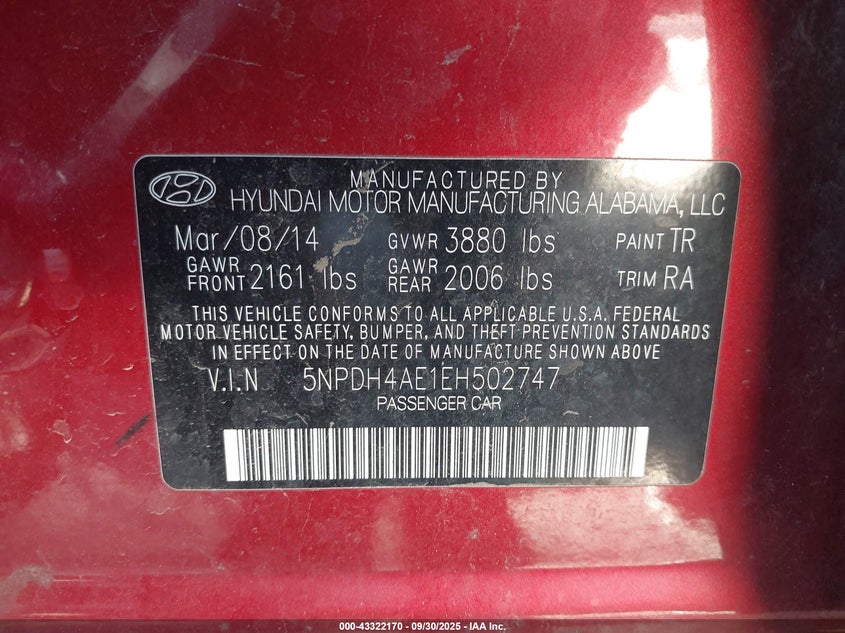 MANUFACTURED BY
HYUNDAI MOTOR MANUFACTURING ALABAMA, LLC
Mar/08/14 GVWR 3880 lbs PAINT TR
GAWR FRONT 2161 lbs GAWR REAR 2006 lbs TRIM RA
THIS VEHICLE CONFORMS TO ALL APPLICABLE U.S.A. FEDERAL
MOTOR VEHICLE SAFETY, BUMPER, AND THEFT PREVENTION STANDARDS
IN EFFECT ON THE DATE OF MANUFACTURE SHOWN ABOVE
V.I.N 5NPDH4AE1EH502747
PASSENGER CAR
000-43322170 - 09/30/2025 - IAA Inc.